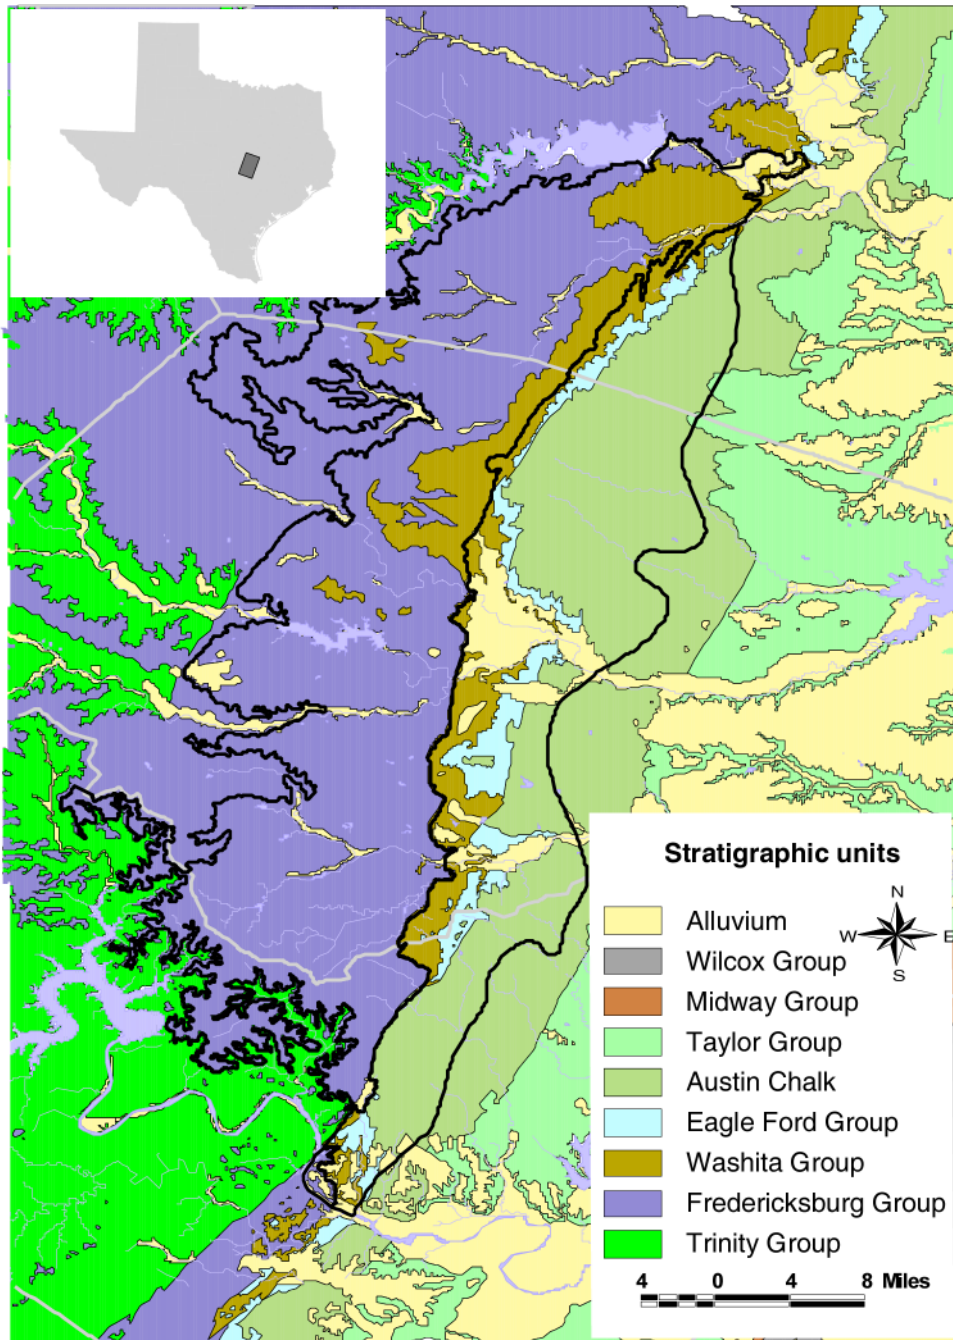 Stratigraphic units
N
W E
S
Alluvium
Wilcox Group
Midway Group
Taylor Group
Austin Chalk
Eagle Ford Group
Washita Group
Fredericksburg Group
Trinity Group
4 0 4 8 Miles